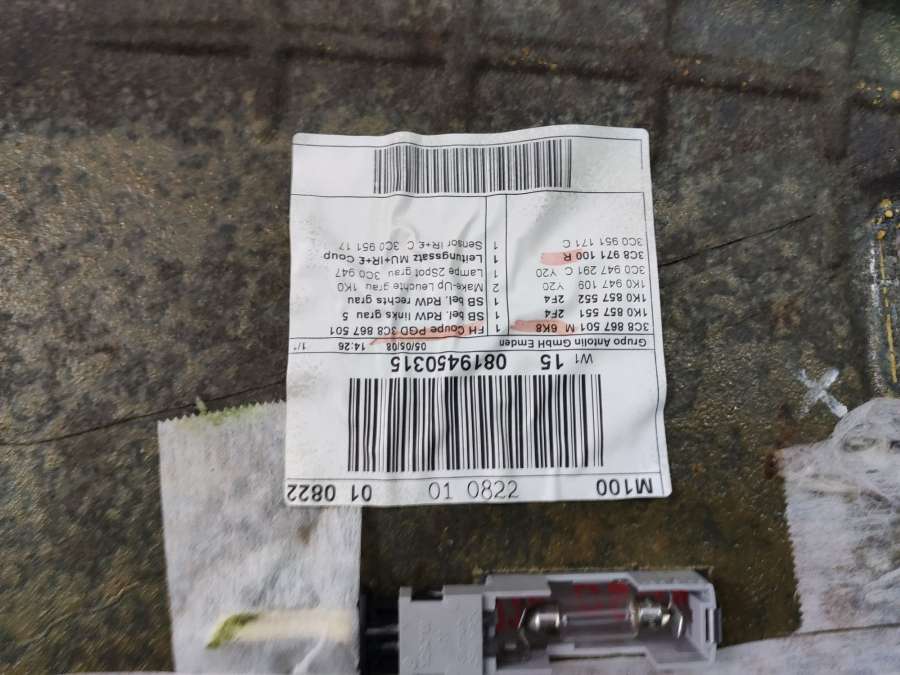 M100 01 0822 01 0822
W1 15 0819450315
Grupo Antolin GmbH Emden 05/05/08 14:26 1/1
3C8 867 501 M 6K8 1 FH Coupe PGD 3C8 867 501
1K0 857 551 2F4 1 SB bel. RdW links grau 5
1K0 857 552 2F4 1 SB bel. RdW rechts grau
1K0 947 109 Y20 2 Make-Up Leuchte grau 1K0
3C0 947 291 C Y20 1 Lampe 2Spot grau 3C0 947
3C8 971 100 R 1 Leitungssatz MU+IR+E Coup
3C0 951 171 C 1 Sensor IR+E C 3C0 951 17